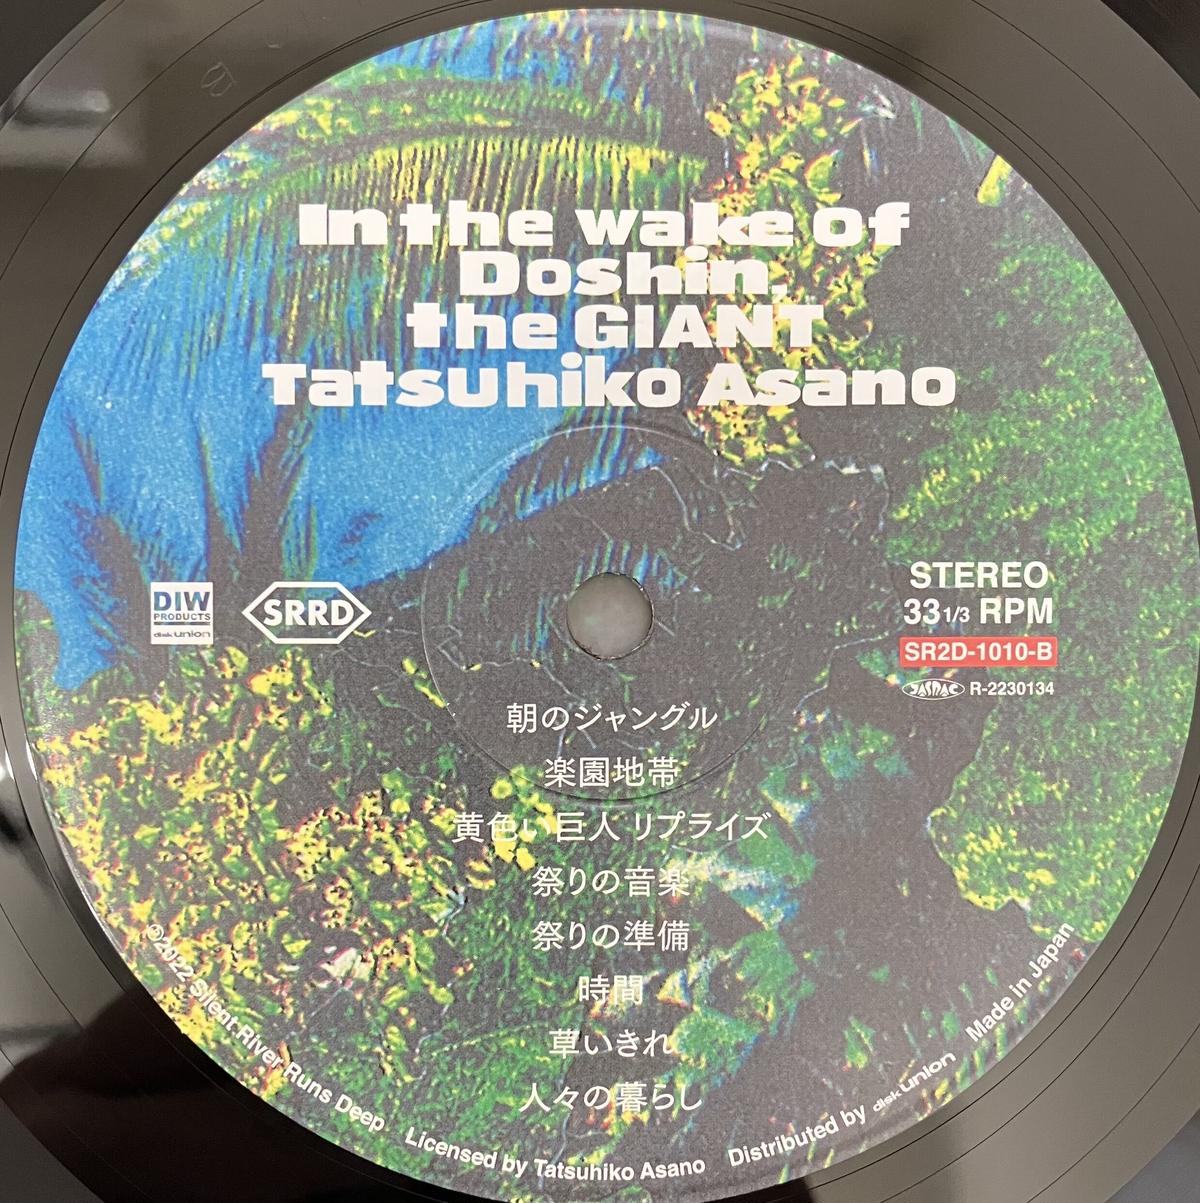 In the wake of
Doshin,
the GIANT
Tatsuhiko Asano
DIW
PRODUCTS
disk union
SRRD
STEREO
33 1/3 RPM
SR2D-1010-B
JASRAC R-2230134
朝のジャングル
楽園地帯
黄色い巨人 リプライズ
祭りの音楽
祭りの準備
時間
草いきれ
人々の暮らし
℗2022 Silent River Runs Deep Licensed by Tatsuhiko Asano Distributed by disk union Made in Japan